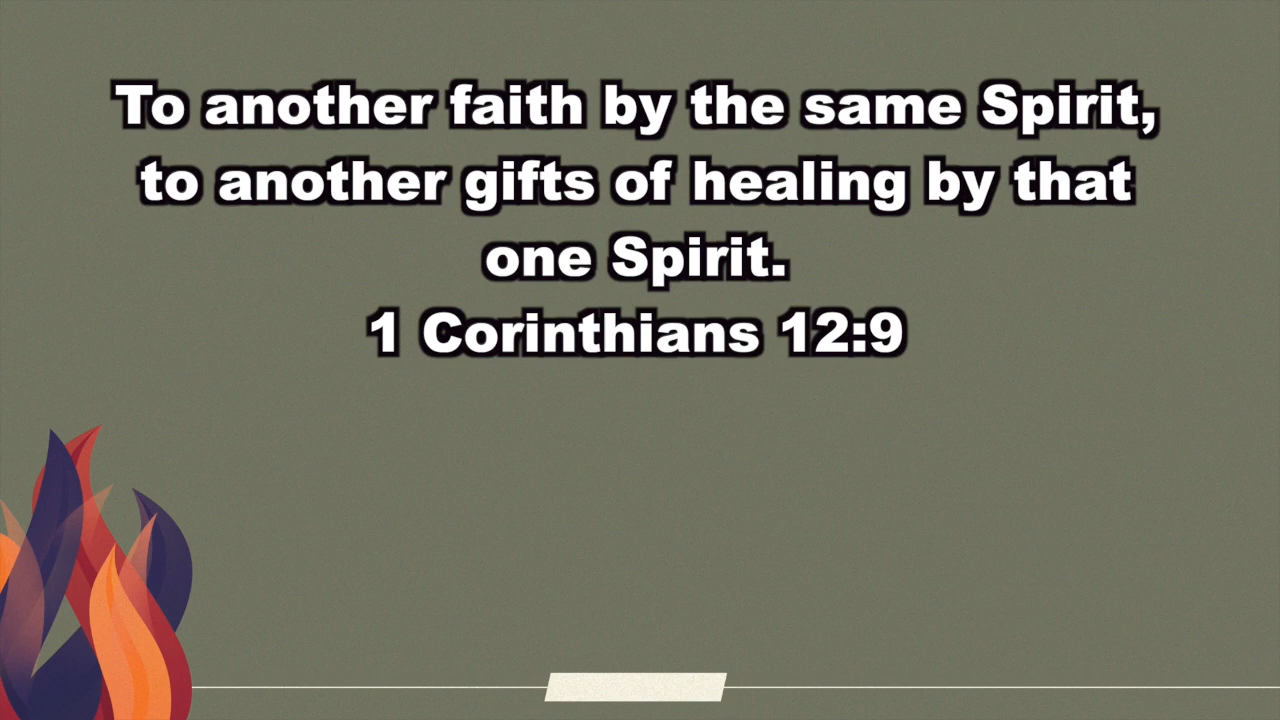 To another faith by the same Spirit,
to another gifts of healing by that
one Spirit.
1 Corinthians 12:9